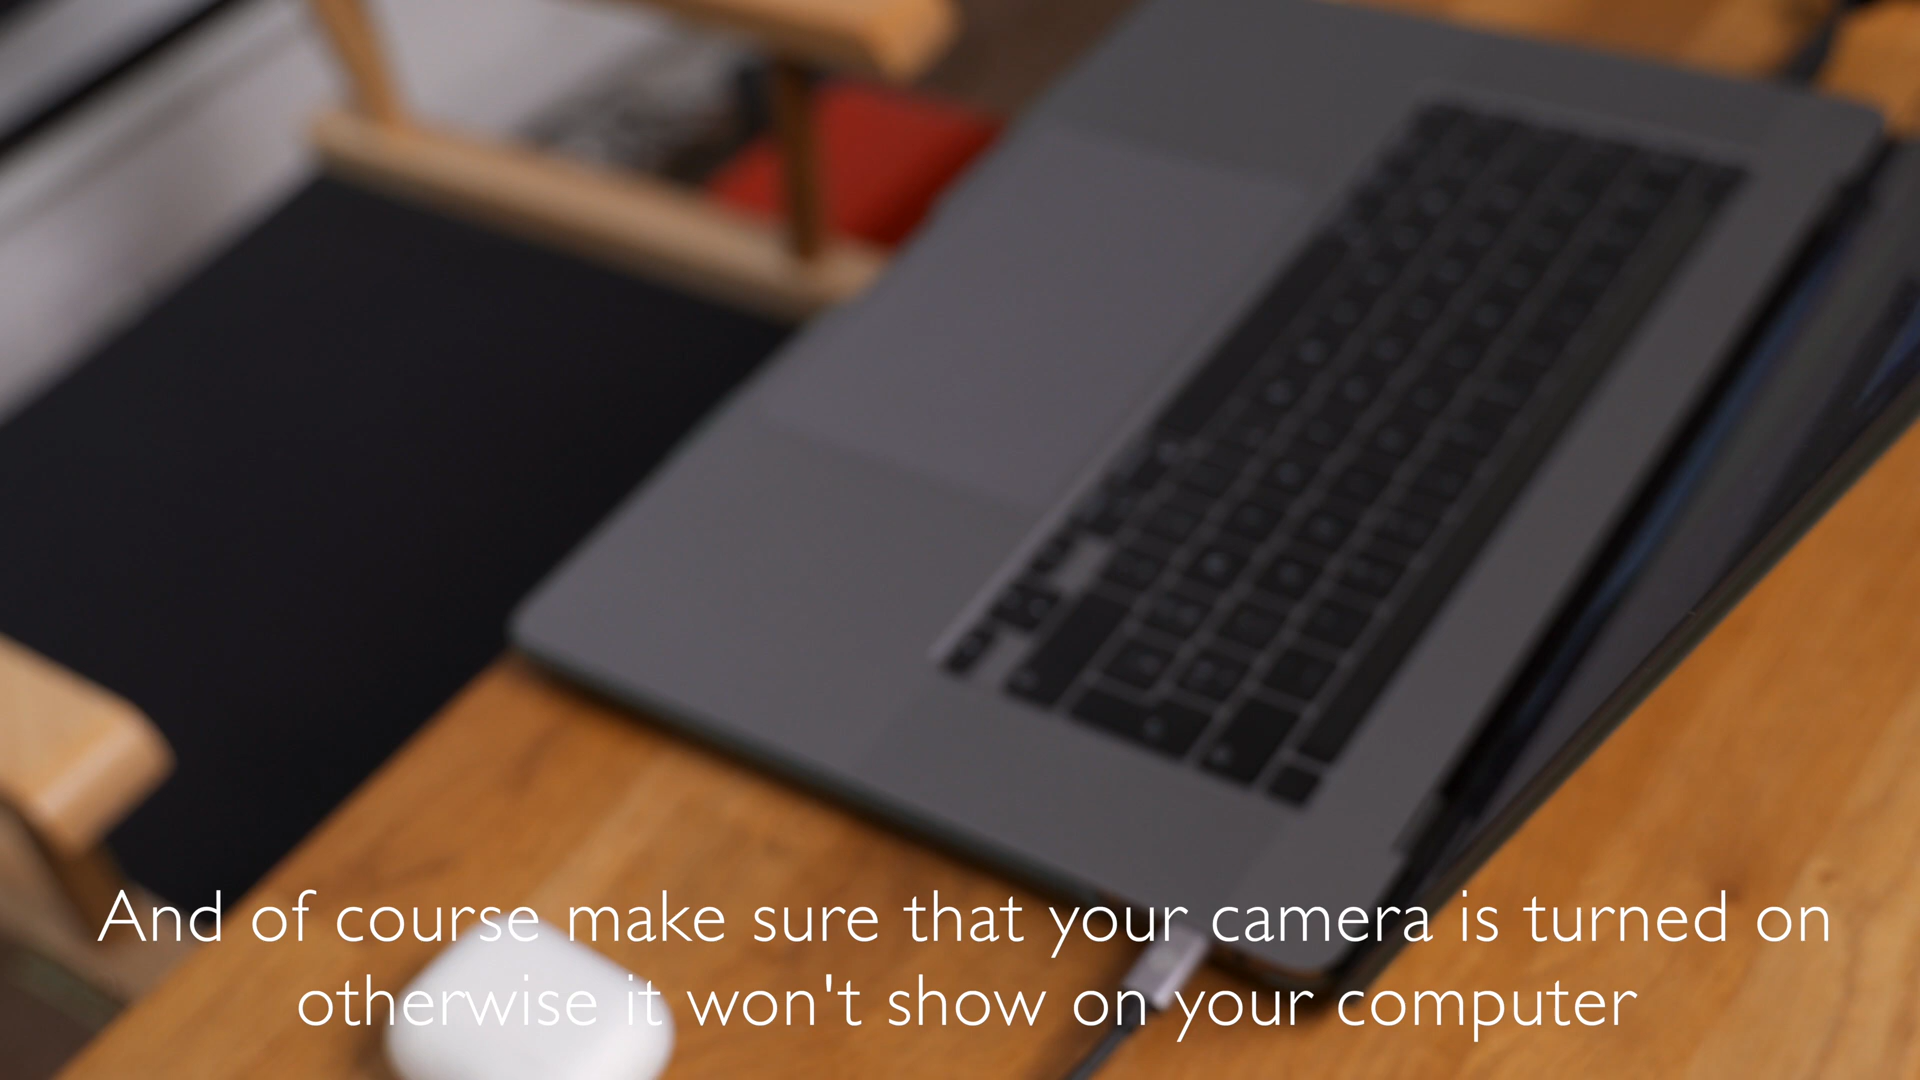 And of course make sure that your camera is turned on
otherwise it won't show on your computer